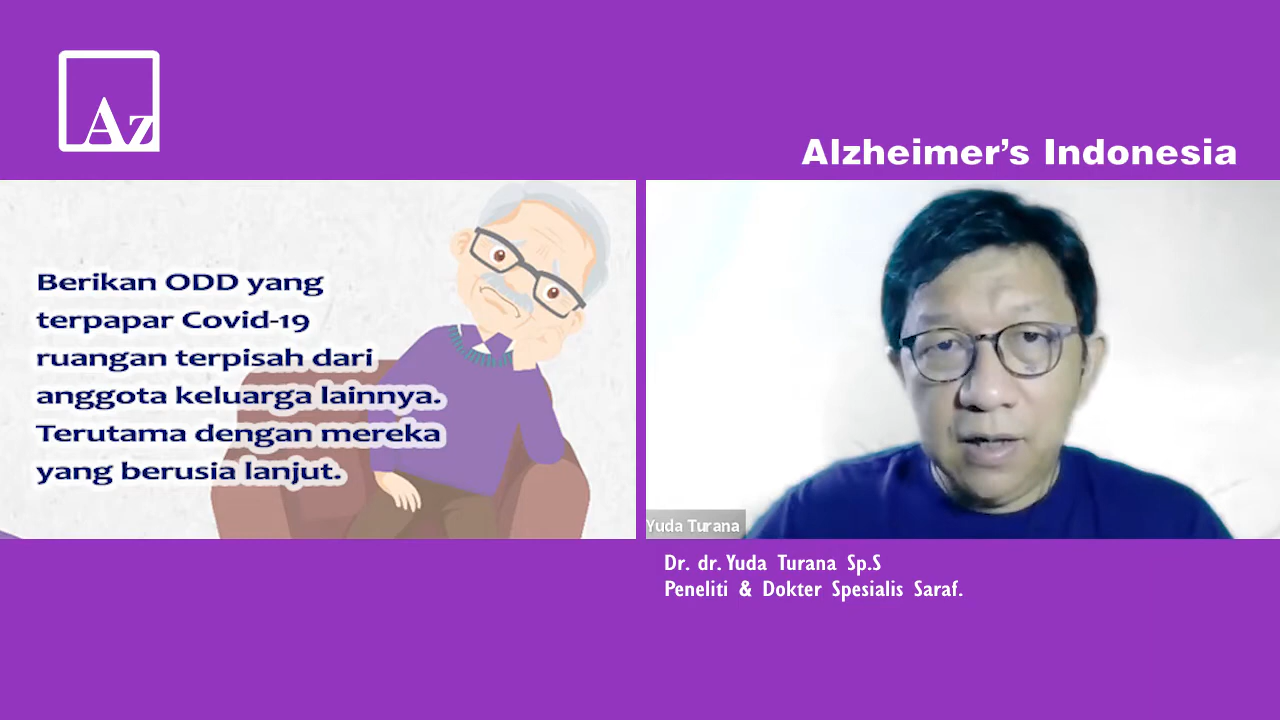 Az
Alzheimer’s Indonesia
Berikan ODD yang
terpapar Covid-19
ruangan terpisah dari
anggota keluarga lainnya.
Terutama dengan mereka
yang berusia lanjut.
Yuda Turana
Dr. dr. Yuda Turana Sp.S
Peneliti & Dokter Spesialis Saraf.